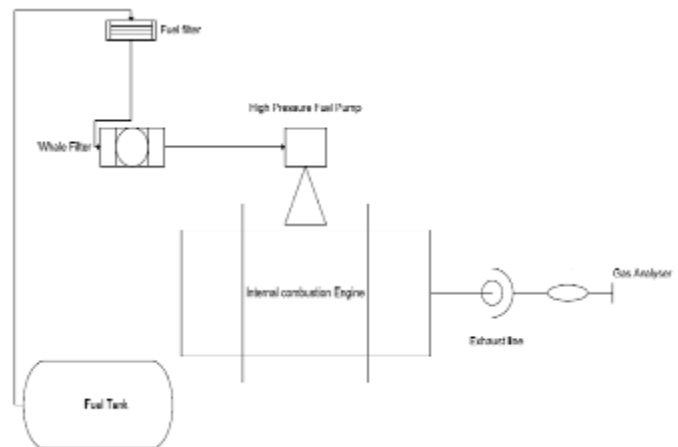 Fuel filter
High Pressure Fuel Pump
Whale Filter
Gas Analyser
Internal combustion Engine
Exhaust line
Fuel Tank